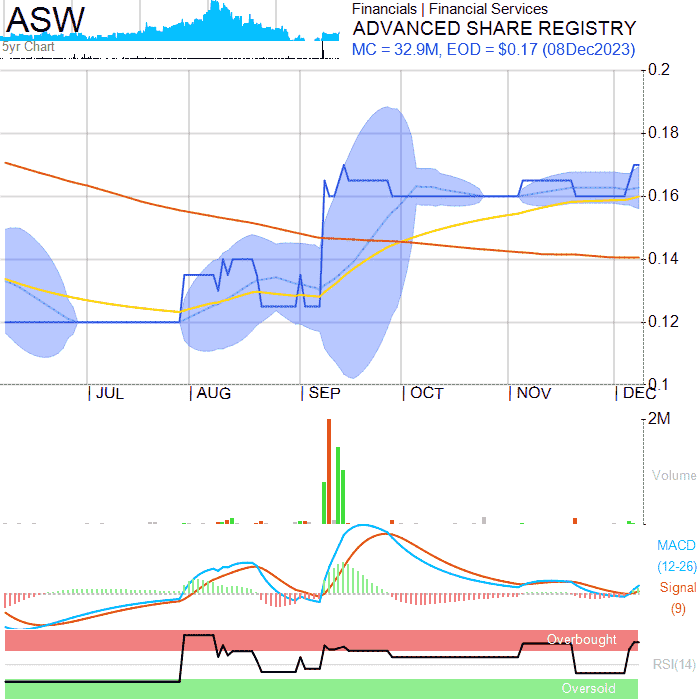 ASW
5yr Chart
Financials | Financial Services
ADVANCED SHARE REGISTRY
MC = 32.9M, EOD = $0.17 (08Dec2023)
0.2
0.18
0.16
0.14
0.12
0.1
JUL
AUG
SEP
OCT
NOV
DEC
2M
Volume
MACD
(12-26)
Signal
(9)
Overbought
RSI(14)
Oversold